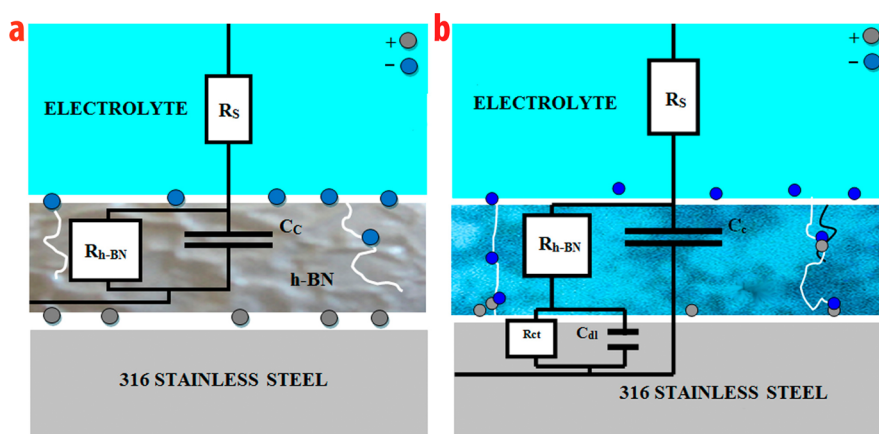 a
+
−
ELECTROLYTE
RS
Rh-BN
CC
h-BN
316 STAINLESS STEEL
b
+
−
ELECTROLYTE
RS
Rh-BN
Cc
Rct
Cdl
316 STAINLESS STEEL